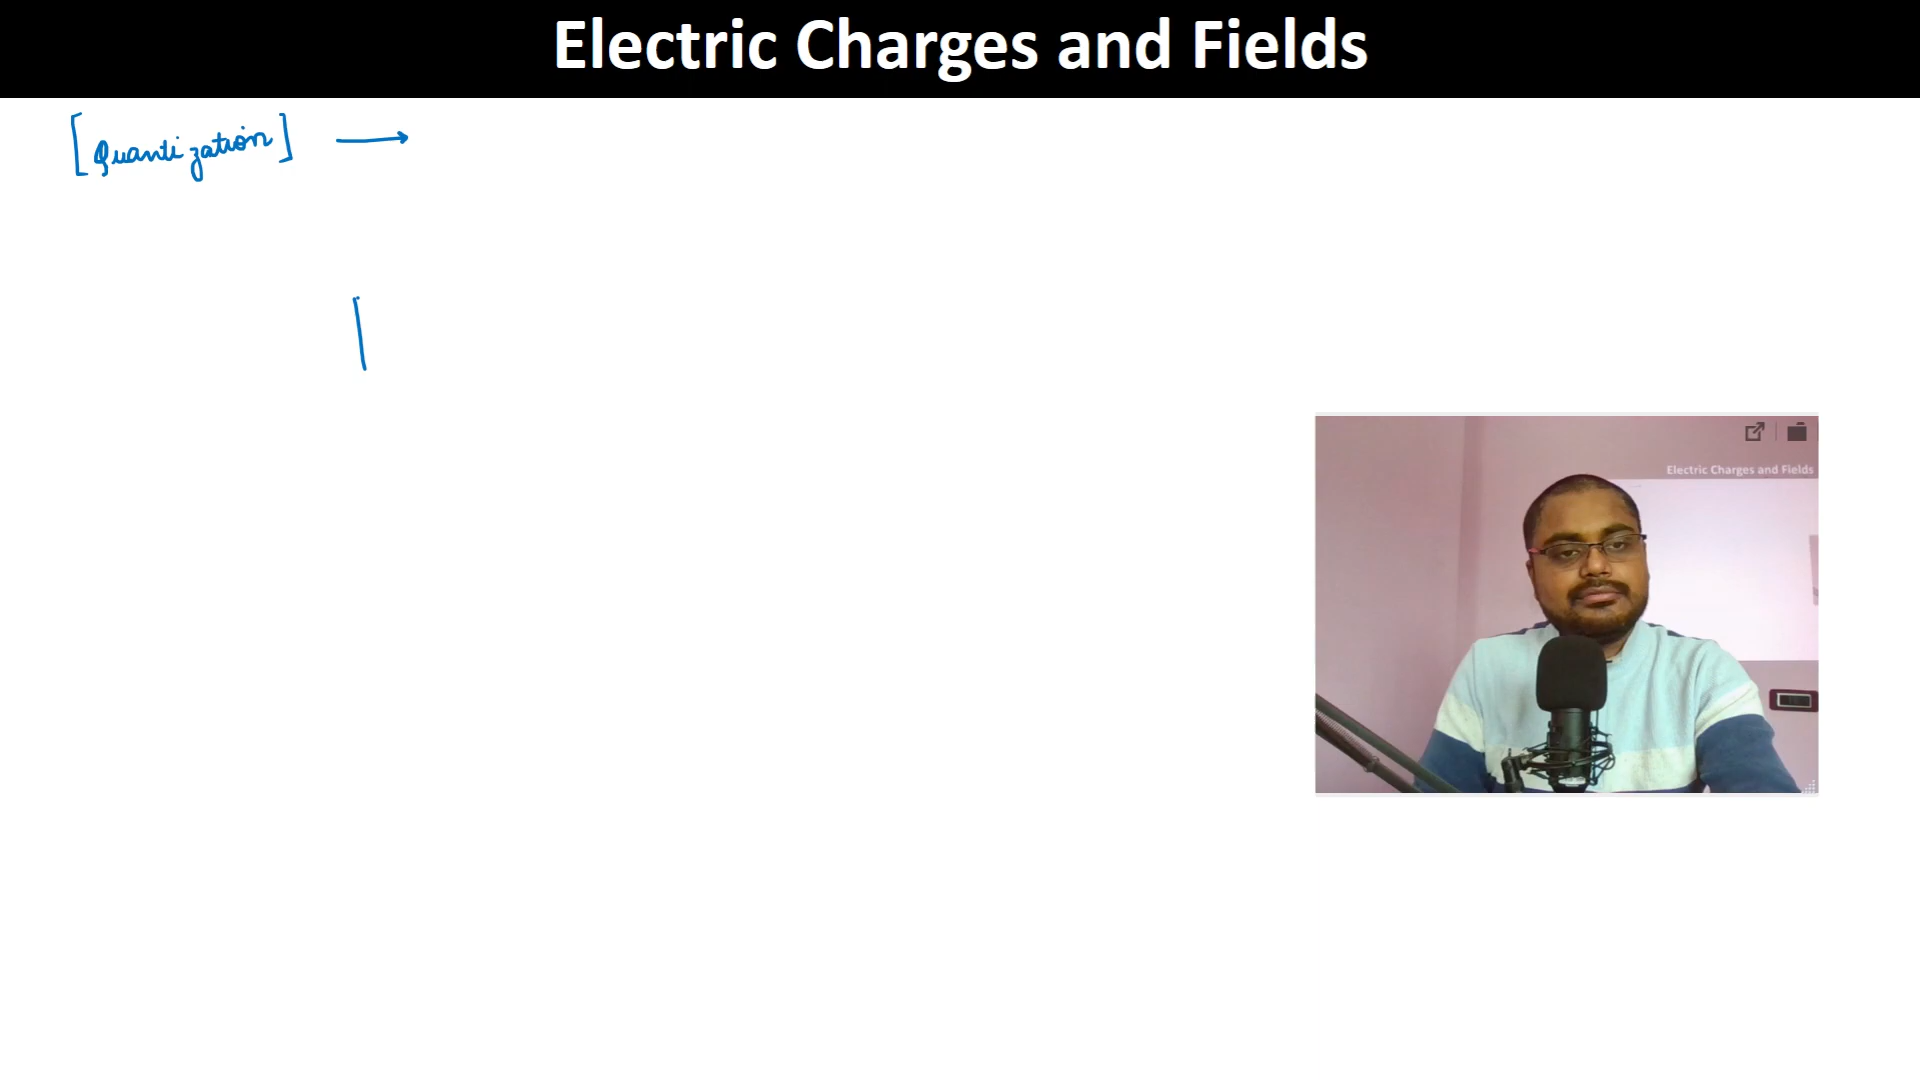 Electric Charges and Fields
[Quantization] →
Electric Charges and Fields